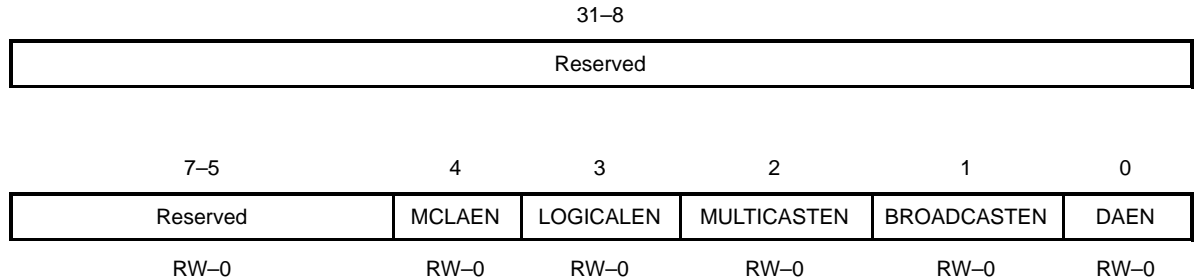 31–8
Reserved
7–5 4 3 2 1 0
Reserved MCLAEN LOGICALEN MULTICASTEN BROADCASTEN DAEN
RW–0 RW–0 RW–0 RW–0 RW–0 RW–0